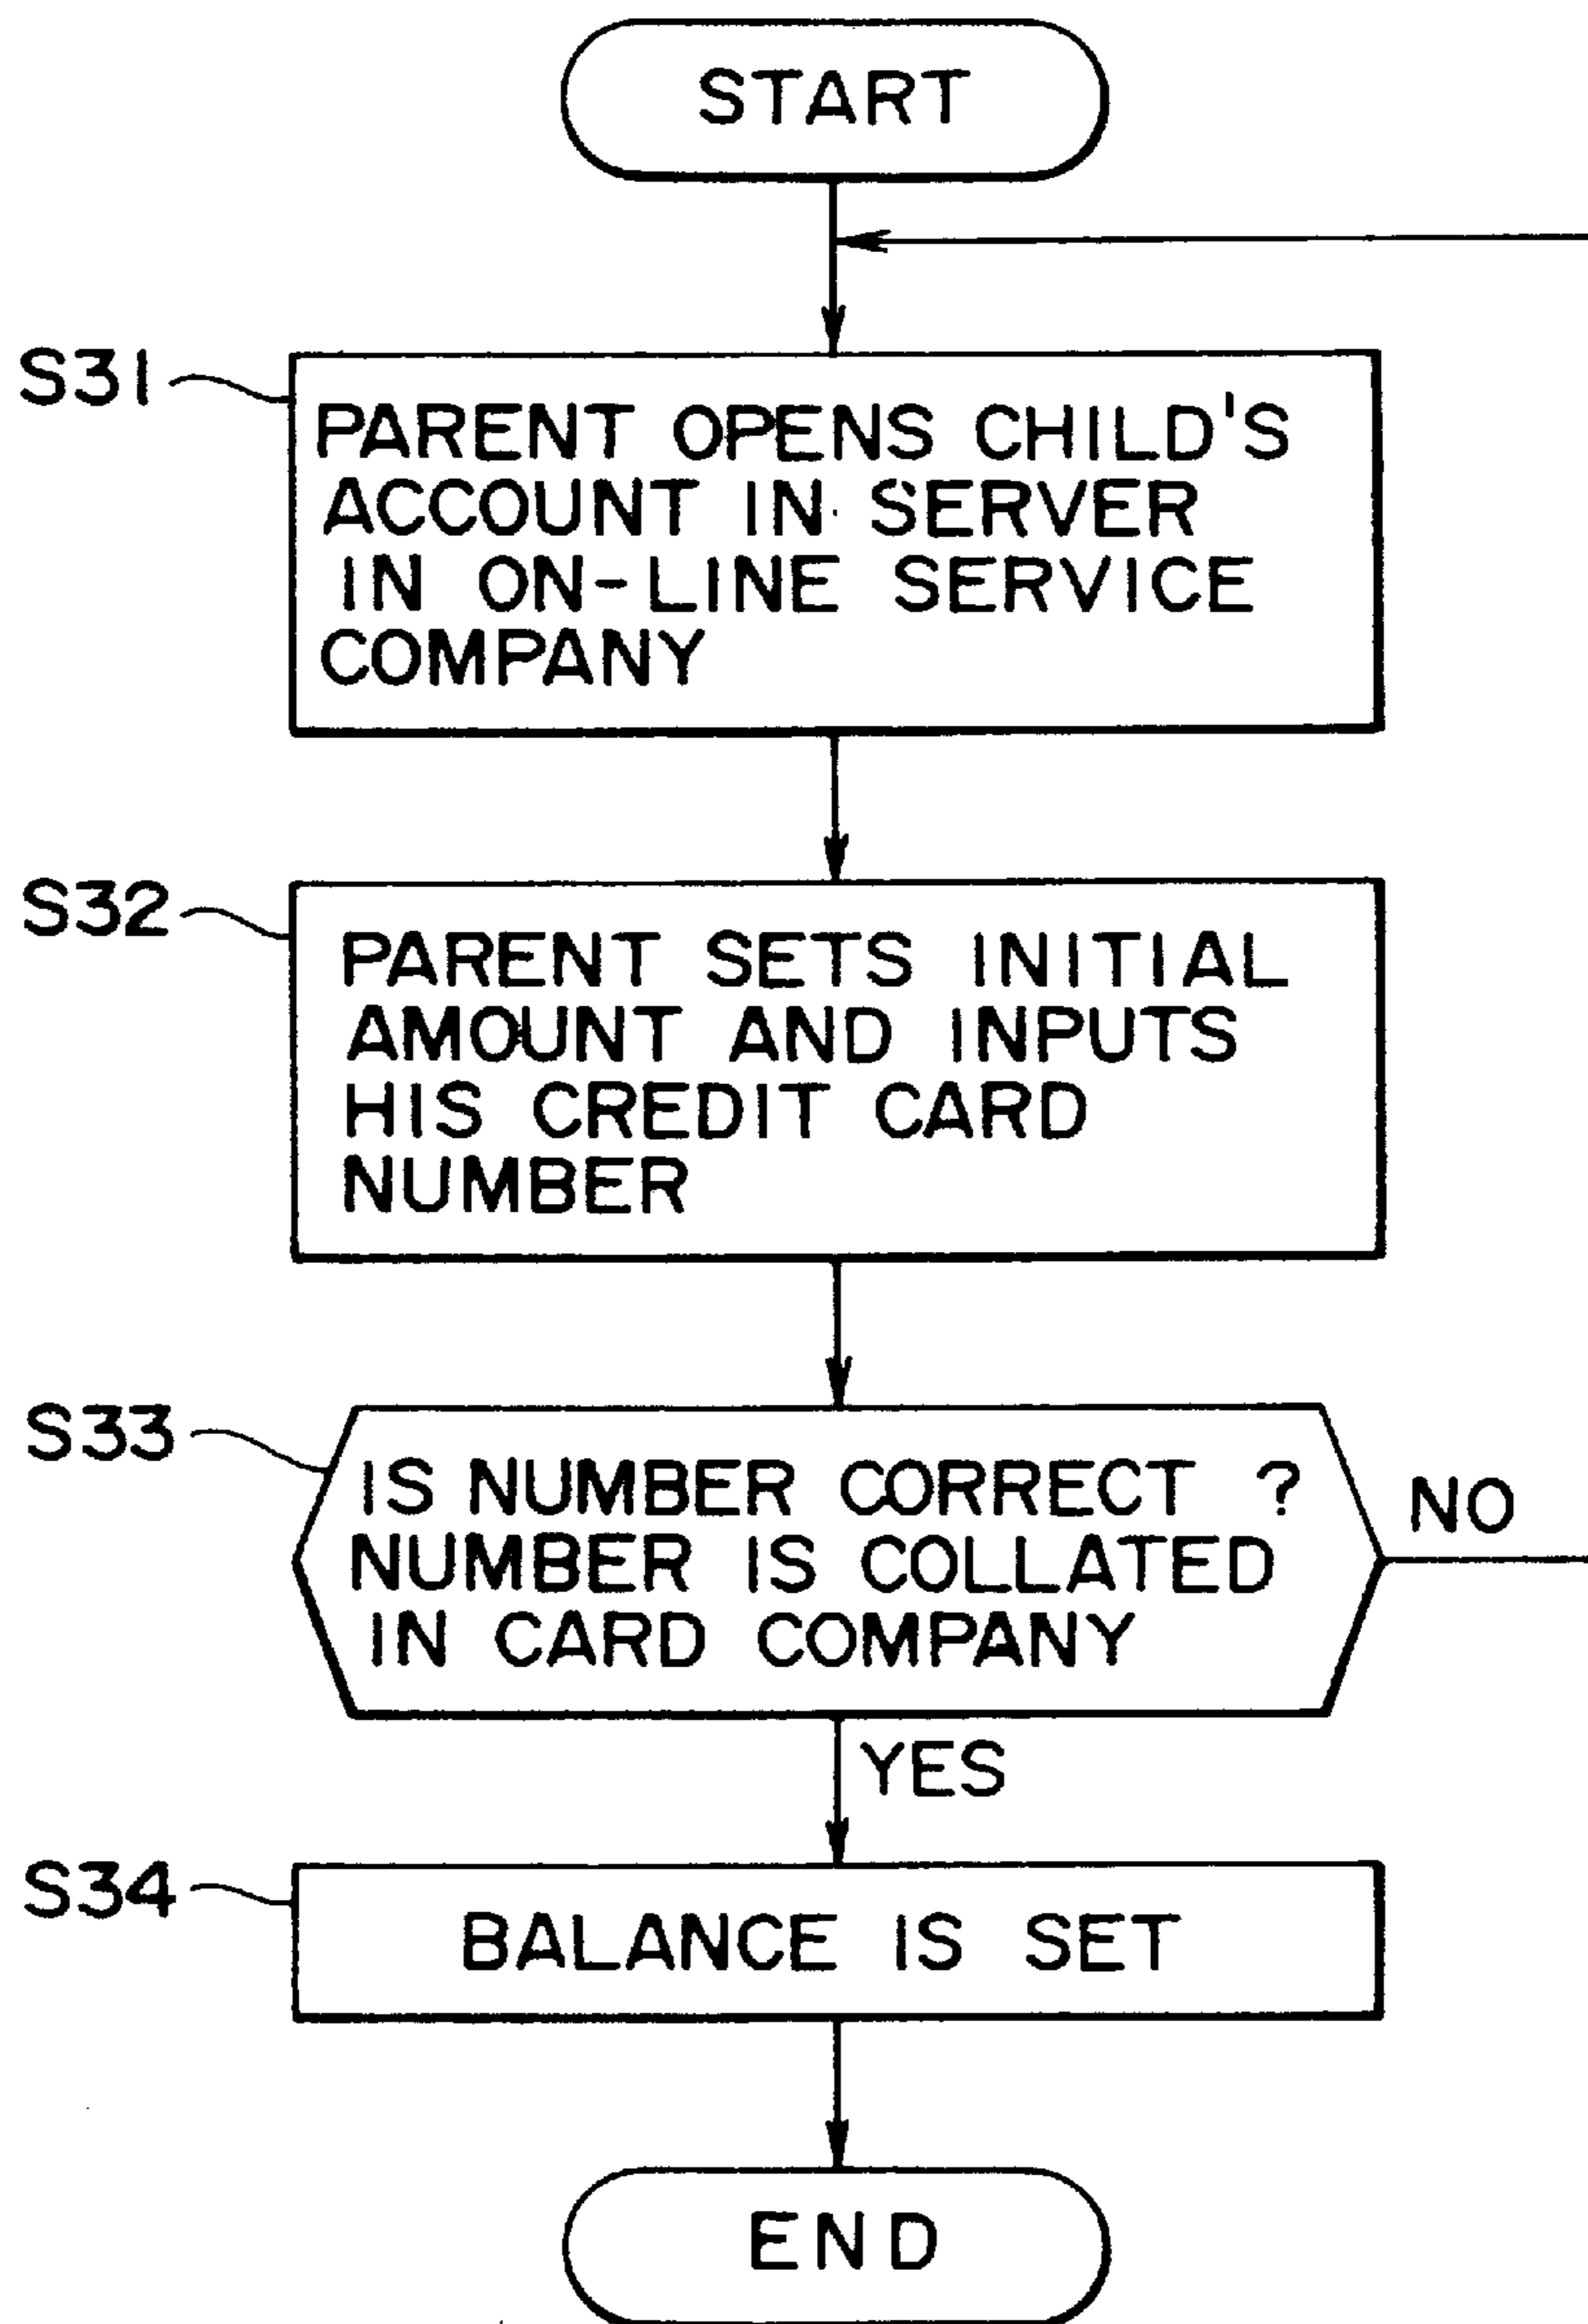 START
S31
PARENT OPENS CHILD'S
ACCOUNT IN SERVER
IN ON-LINE SERVICE
COMPANY
S32
PARENT SETS INITIAL
AMOUNT AND INPUTS
HIS CREDIT CARD
NUMBER
S33
IS NUMBER CORRECT ?
NUMBER IS COLLATED
IN CARD COMPANY
NO
YES
S34
BALANCE IS SET
END